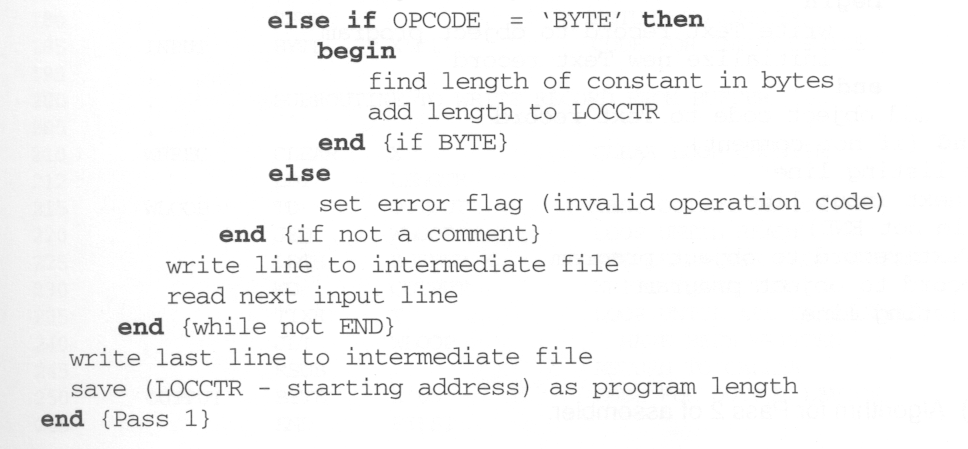 else if OPCODE = ‘BYTE’ then
begin
find length of constant in bytes
add length to LOCCTR
end {if BYTE}
else
set error flag (invalid operation code)
end {if not a comment}
write line to intermediate file
read next input line
end {while not END}
write last line to intermediate file
save (LOCCTR - starting address) as program length
end {Pass 1}